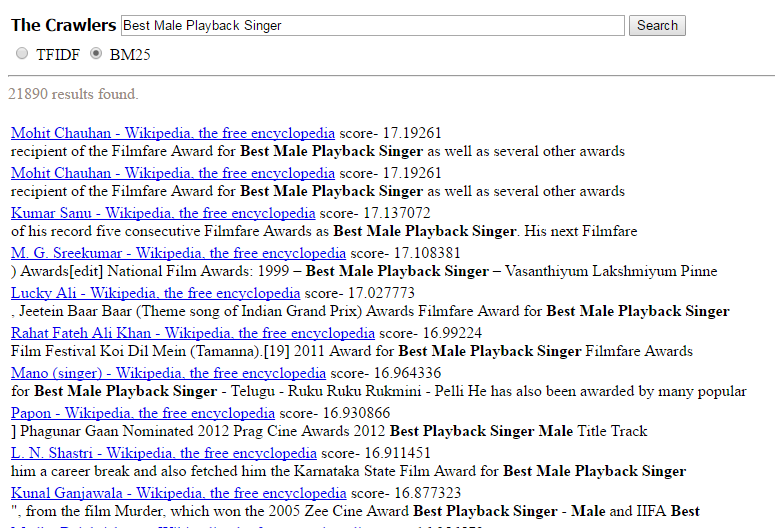 The Crawlers Best Male Playback Singer Search
TFIDF BM25
21890 results found.
Mohit Chauhan - Wikipedia, the free encyclopedia score- 17.19261
recipient of the Filmfare Award for Best Male Playback Singer as well as several other awards
Mohit Chauhan - Wikipedia, the free encyclopedia score- 17.19261
recipient of the Filmfare Award for Best Male Playback Singer as well as several other awards
Kumar Sanu - Wikipedia, the free encyclopedia score- 17.137072
of his record five consecutive Filmfare Awards as Best Male Playback Singer. His next Filmfare
M. G. Sreekumar - Wikipedia, the free encyclopedia score- 17.108381
) Awards[edit] National Film Awards: 1999 – Best Male Playback Singer – Vasanthiyum Lakshmiyum Pinne
Lucky Ali - Wikipedia, the free encyclopedia score- 17.027773
, Jeetein Baar Baar (Theme song of Indian Grand Prix) Awards Filmfare Award for Best Male Playback Singer
Rahat Fateh Ali Khan - Wikipedia, the free encyclopedia score- 16.99224
Film Festival Koi Dil Mein (Tamanna).[19] 2011 Award for Best Male Playback Singer Filmfare Awards
Mano (singer) - Wikipedia, the free encyclopedia score- 16.964336
for Best Male Playback Singer - Telugu - Ruku Ruku Rukmini - Pelli He has also been awarded by many popular
Papon - Wikipedia, the free encyclopedia score- 16.930866
] Phagunar Gaan Nominated 2012 Prag Cine Awards 2012 Best Playback Singer Male Title Track
L. N. Shastri - Wikipedia, the free encyclopedia score- 16.911451
him a career break and also fetched him the Karnataka State Film Award for Best Male Playback Singer
Kunal Ganjawala - Wikipedia, the free encyclopedia score- 16.877323
", from the film Murder, which won the 2005 Zee Cine Award Best Playback Singer - Male and IIFA Best